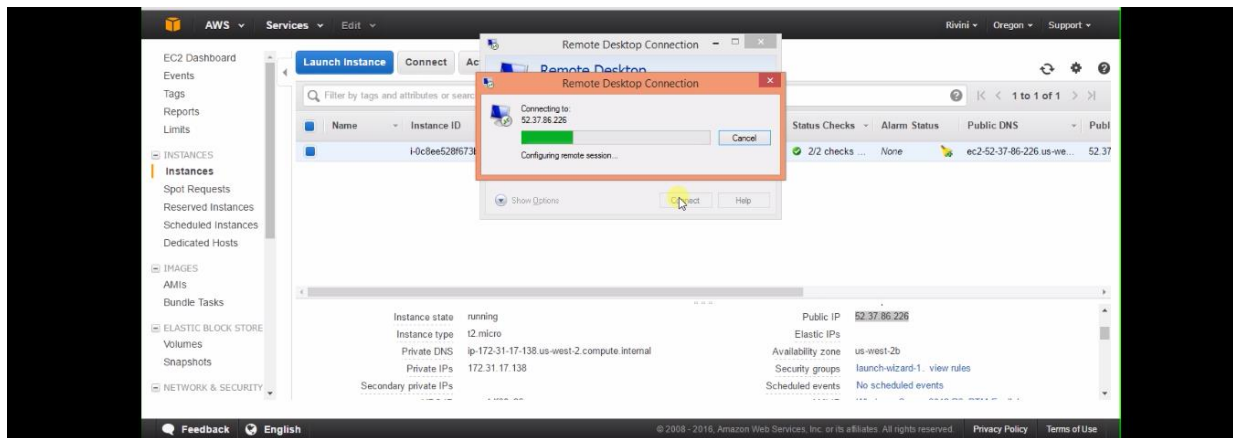 AWS Services Edit Rivini Oregon Support
EC2 Dashboard
Events
Tags
Reports
Limits
INSTANCES
Instances
Spot Requests
Reserved Instances
Scheduled Instances
Dedicated Hosts
IMAGES
AMIs
Bundle Tasks
ELASTIC BLOCK STORE
Volumes
Snapshots
NETWORK & SECURITY
Launch Instance Connect
Filter by tags and attributes or 1 to 1 of 1
Name Instance ID Status Checks Alarm Status Public DNS
2/2 checks ... None ec2-52-37-86-226.us-we... 52.37
Remote Desktop Connection
Remote Desktop
Remote Desktop Connection
Connecting to:
52.37.86.226
Cancel
Configuring remote session...
Show Options Connect Help
Instance state running
Instance type t2.micro
Private DNS ip-172-31-17-138.us-west-2.compute.internal
Private IPs 172.31.17.138
Secondary private IPs
Public IP 52.37.86.226
Elastic IPs
Availability zone us-west-2b
Security groups launch-wizard-1. view rules
Scheduled events No scheduled events
Feedback English © 2008 - 2016, Amazon Web Services, Inc. or its affiliates. All rights reserved. Privacy Policy Terms of Use